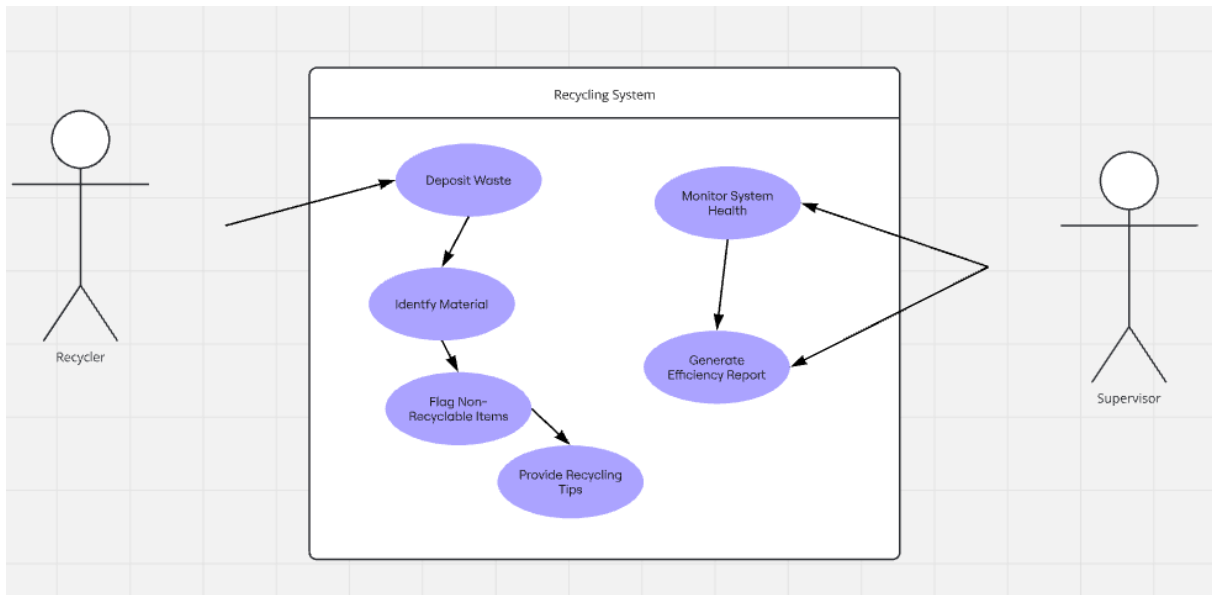 Recycling System
Deposit Waste
Identfy Material
Flag Non-
Recyclable Items
Provide Recycling
Tips
Monitor System
Health
Generate
Efficiency Report
Recycler
Supervisor